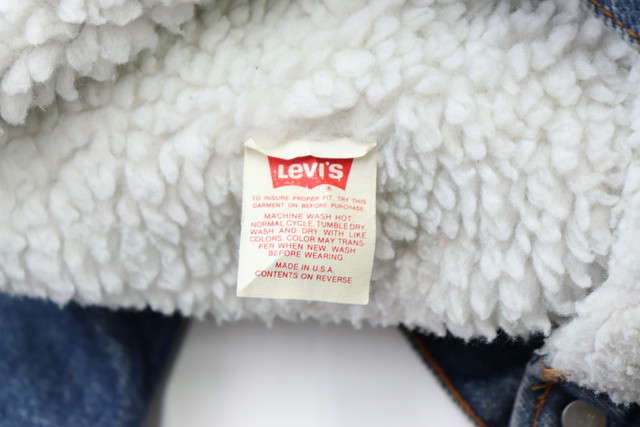 LeVI'S
TO INSURE PROPER FIT, TRY THIS
GARMENT ON BEFORE PURCHASE.
MACHINE WASH HOT
NORMAL CYCLE. TUMBLE DRY.
WASH AND DRY WITH LIKE
COLORS. COLOR MAY TRANS-
FER WHEN NEW. WASH
BEFORE WEARING.
MADE IN U.S.A.
CONTENTS ON REVERSE